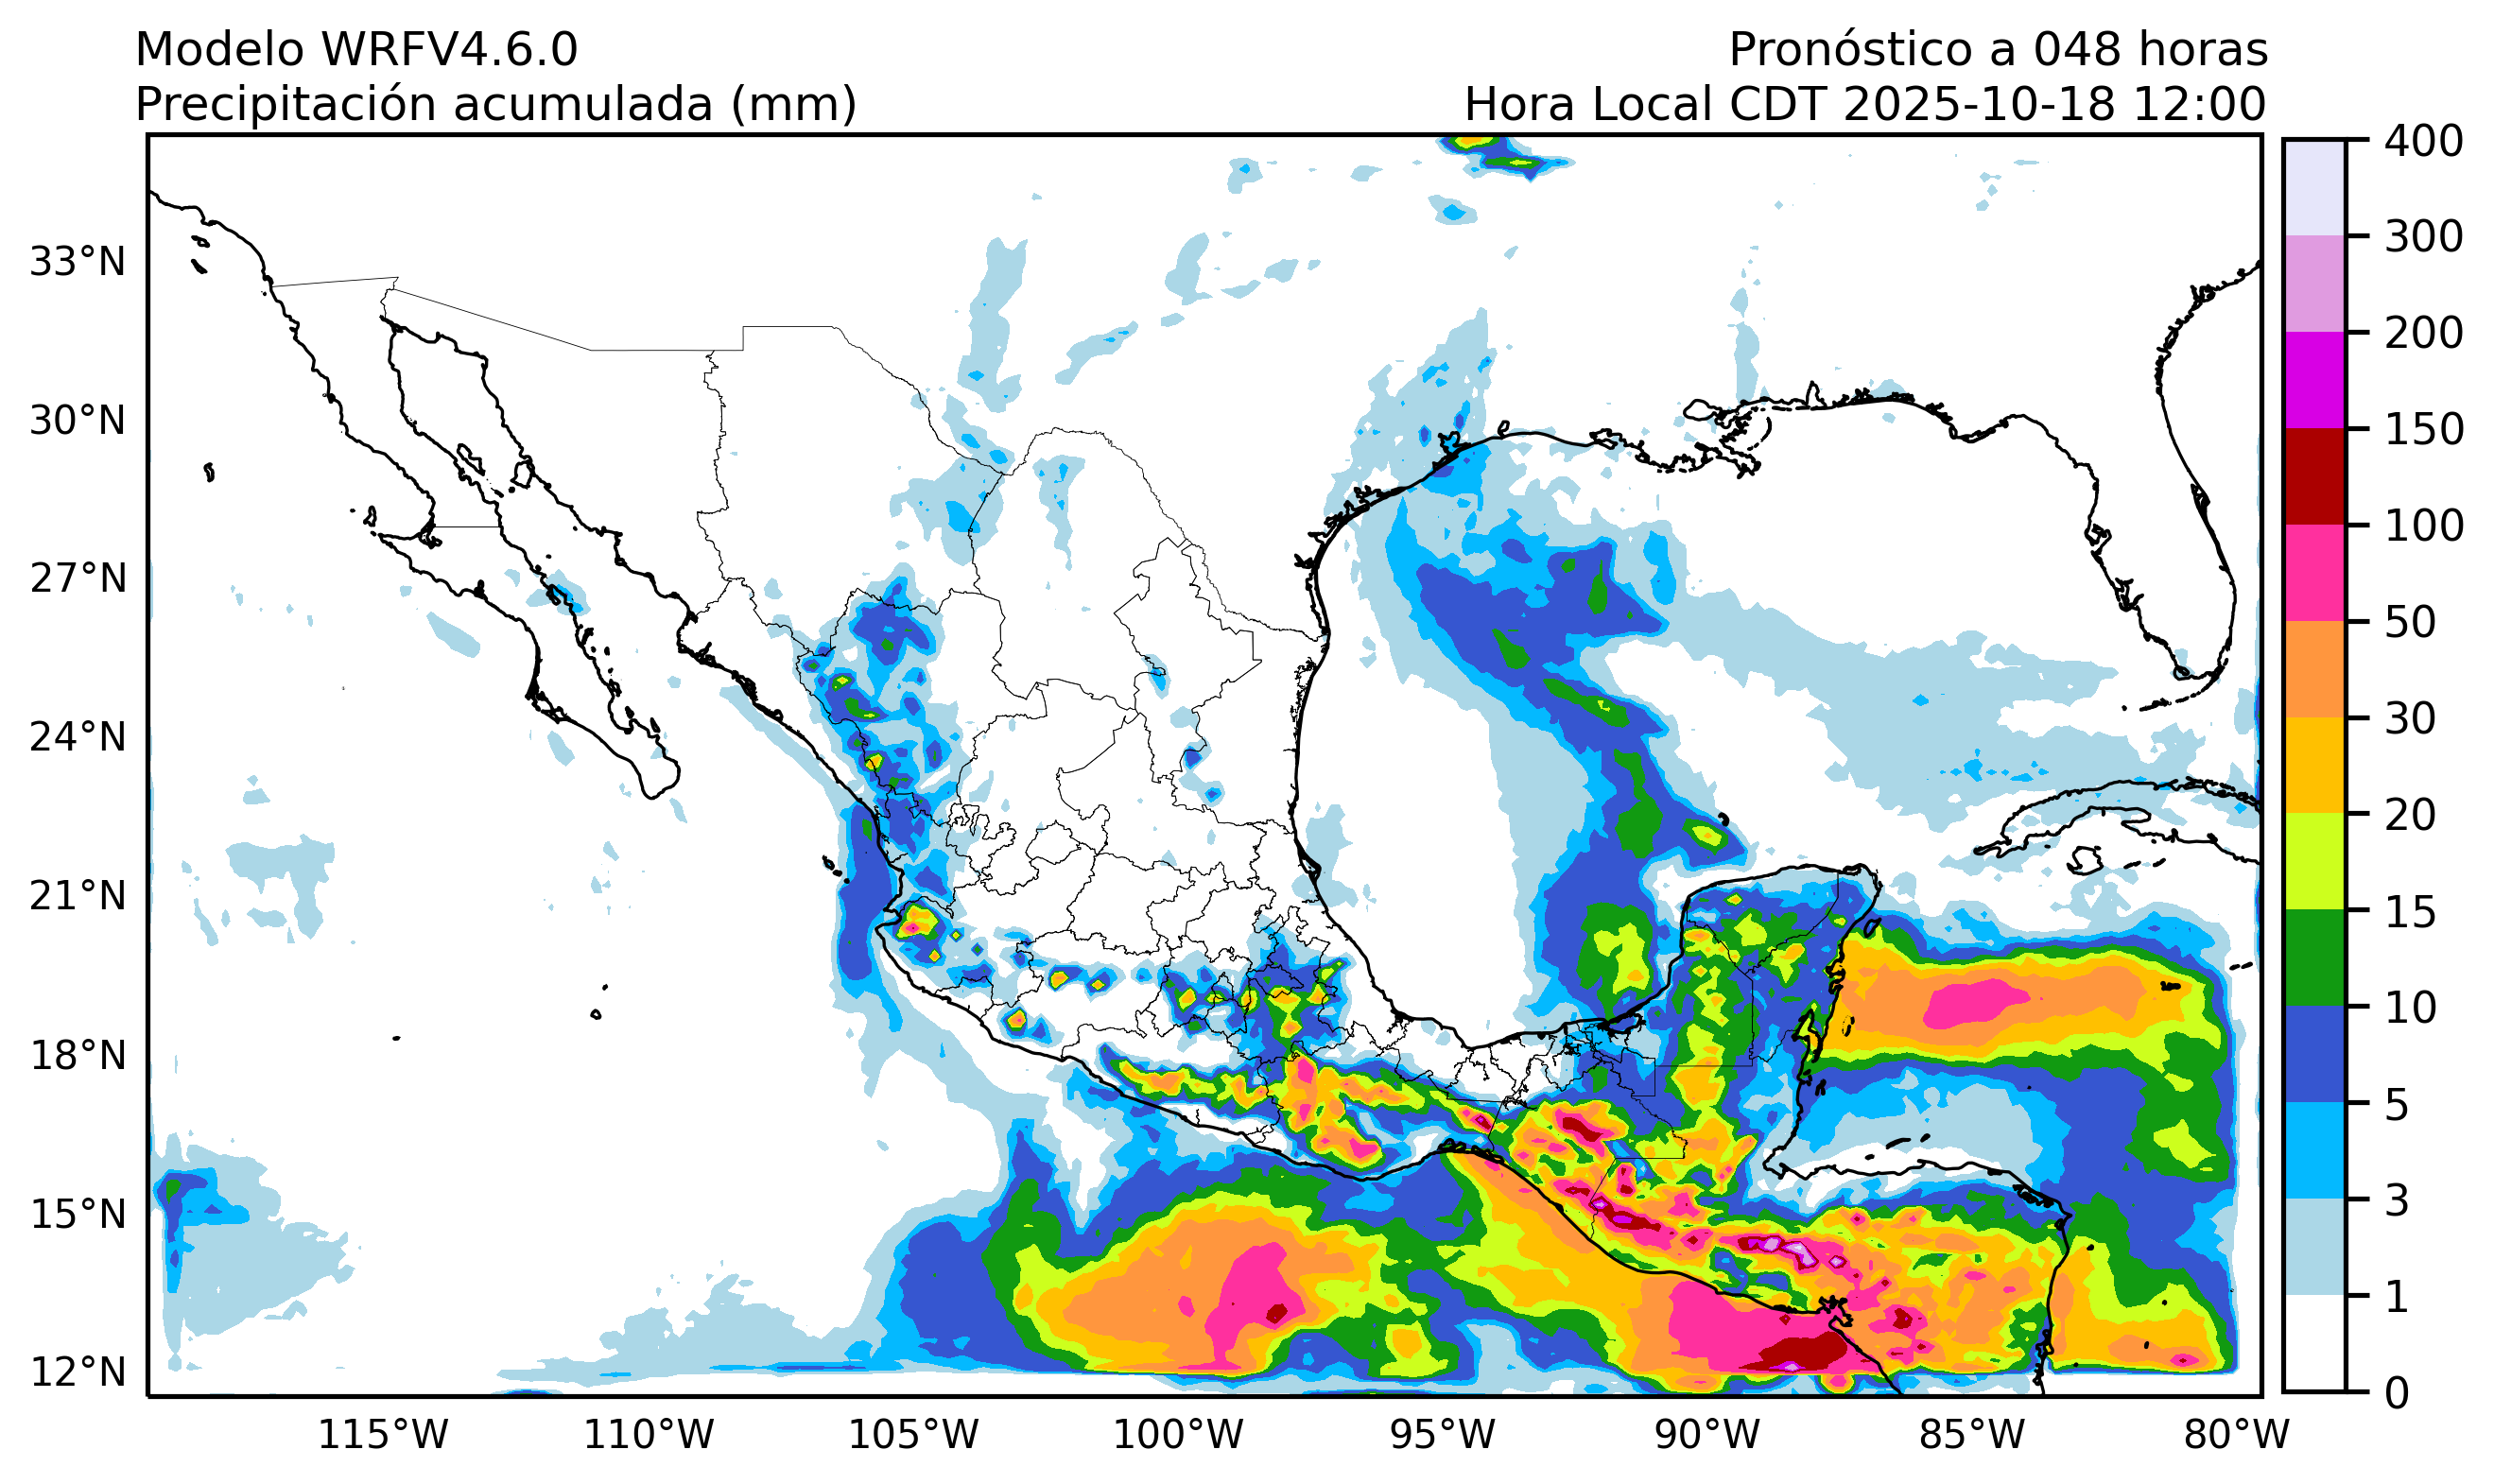 Modelo WRFV4.6.0
Pronóstico a 048 horas
Precipitación acumulada (mm)
Hora Local CDT 2025-10-18 12:00
33°N
30°N
27°N
24°N
21°N
18°N
15°N
12°N
115°W
110°W
105°W
100°W
95°W
90°W
85°W
80°W
400
300
200
150
100
50
30
20
15
10
5
3
1
0